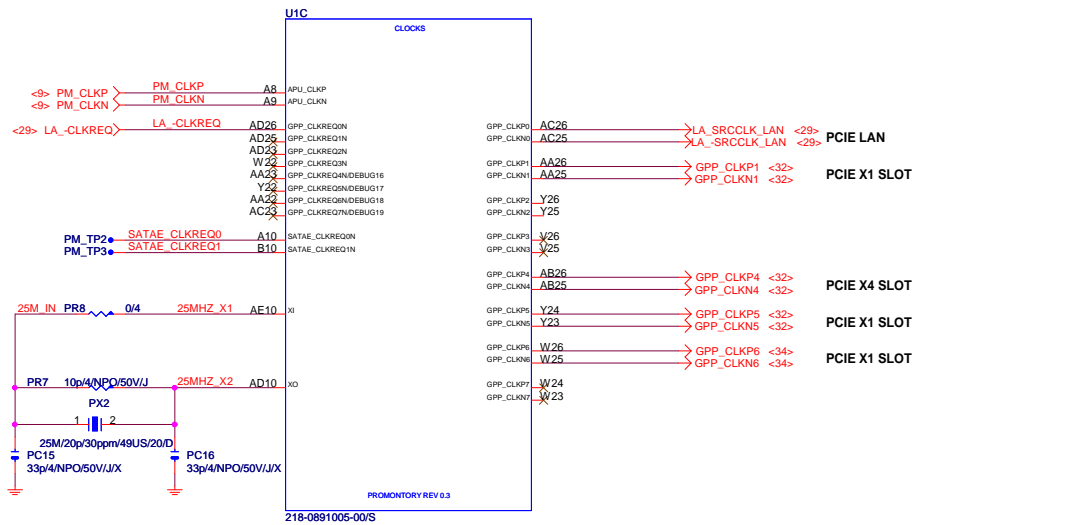 U1C
CLOCKS
<9> PM_CLKP PM_CLKP A8 APU_CLKP
<9> PM_CLKN PM_CLKN A9 APU_CLKN
<29> LA_-CLKREQ LA_-CLKREQ AD26 GPP_CLKREQ0N
AD25 GPP_CLKREQ1N
AD23 GPP_CLKREQ2N
W22 GPP_CLKREQ3N
AA23 GPP_CLKREQ4N/DEBUG16
Y22 GPP_CLKREQ5N/DEBUG17
AA22 GPP_CLKREQ6N/DEBUG18
AC23 GPP_CLKREQ7N/DEBUG19
PM_TP2 SATAE_CLKREQ0 A10 SATAE_CLKREQ0N
PM_TP3 SATAE_CLKREQ1 B10 SATAE_CLKREQ1N
25M_IN PR8 0/4 25MHZ_X1 AE10 XI
PR7 10p/4/NPO/50V/J 25MHZ_X2 AD10 XO
PX2
1 2
25M/20p/30ppm/49US/20/D
PC15
33p/4/NPO/50V/J/X
PC16
33p/4/NPO/50V/J/X
GPP_CLKP0 AC26 LA_SRCCLK_LAN <29>
GPP_CLKN0 AC25 LA_-SRCCLK_LAN <29>
PCIE LAN
GPP_CLKP1 AA26 GPP_CLKP1 <32>
GPP_CLKN1 AA25 GPP_CLKN1 <32>
PCIE X1 SLOT
GPP_CLKP2 Y26
GPP_CLKN2 Y25
GPP_CLKP3 V26
GPP_CLKN3 V25
GPP_CLKP4 AB26 GPP_CLKP4 <32>
GPP_CLKN4 AB25 GPP_CLKN4 <32>
PCIE X4 SLOT
GPP_CLKP5 Y24 GPP_CLKP5 <32>
GPP_CLKN5 Y23 GPP_CLKN5 <32>
PCIE X1 SLOT
GPP_CLKP6 W26 GPP_CLKP6 <34>
GPP_CLKN6 W25 GPP_CLKN6 <34>
PCIE X1 SLOT
GPP_CLKP7 W24
GPP_CLKN7 W23
PROMONTORY REV 0.3
218-0891005-00/S